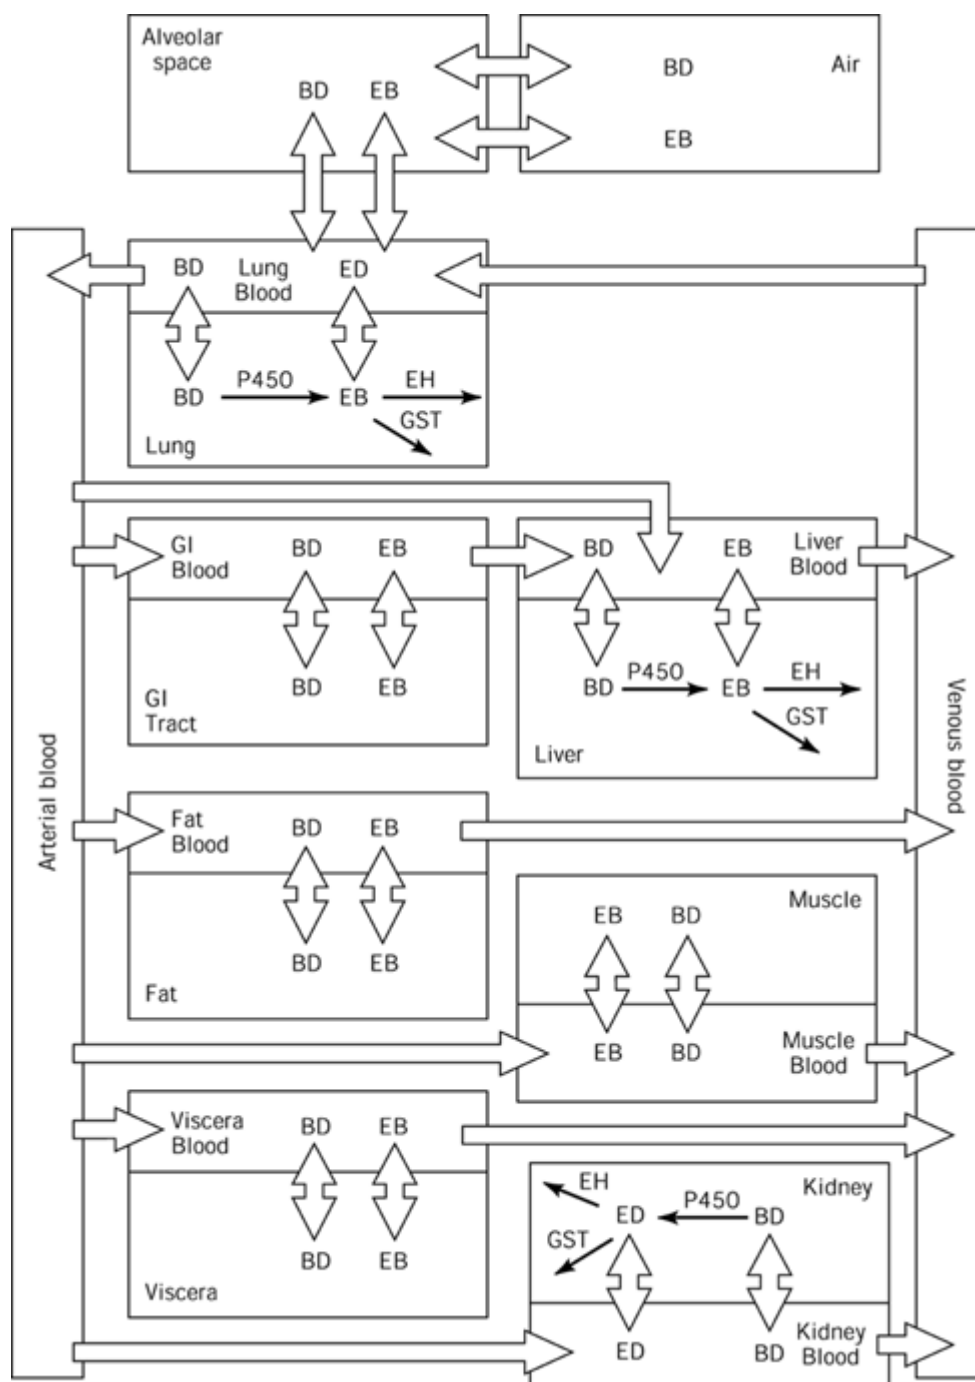 Alveolar
space
BD EB
BD
EB
Air
BD
Lung
Blood
ED
BD
P450
EB
EH
GST
Lung
GI
Blood
BD EB
BD EB
GI
Tract
BD
EB
Liver
Blood
BD
P450
EB
EH
GST
Liver
Arterial blood
Venous blood
Fat
Blood
BD EB
BD EB
Fat
Muscle
EB BD
EB BD
Muscle
Blood
Viscera
Blood
BD EB
BD EB
Viscera
Kidney
EH
ED
P450
BD
GST
ED
BD
Kidney
Blood